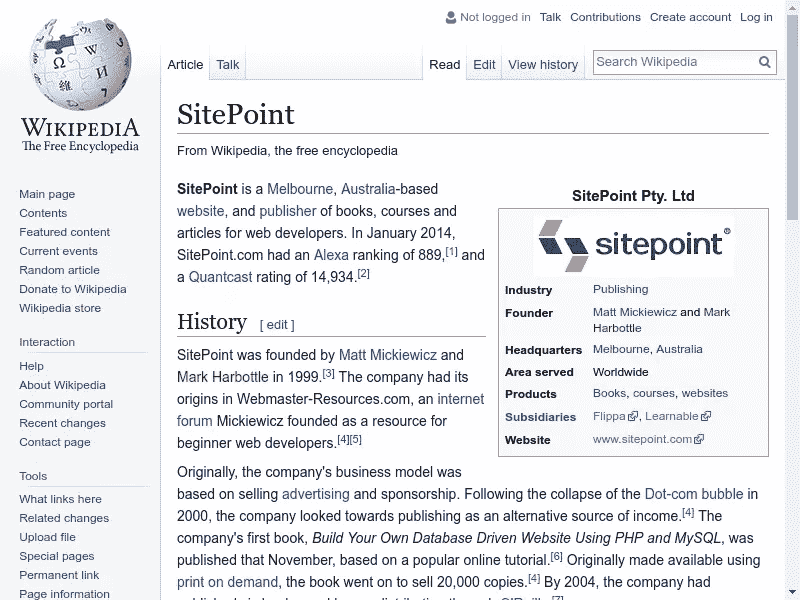 Not logged in Talk Contributions Create account Log in
Article Talk Read Edit View history Search Wikipedia
Ω W И 維
WIKIPEDIA
The Free Encyclopedia
Main page
Contents
Featured content
Current events
Random article
Donate to Wikipedia
Wikipedia store
Interaction
Help
About Wikipedia
Community portal
Recent changes
Contact page
Tools
What links here
Related changes
Upload file
Special pages
Permanent link
Page information
SitePoint
From Wikipedia, the free encyclopedia
SitePoint is a Melbourne, Australia-based
website, and publisher of books, courses and
articles for web developers. In January 2014,
SitePoint.com had an Alexa ranking of 889,[1] and
a Quantcast rating of 14,934.[2]
SitePoint Pty. Ltd
sitepoint®
Industry Publishing
Founder Matt Mickiewicz and Mark
Harbottle
Headquarters Melbourne, Australia
Area served Worldwide
Products Books, courses, websites
Subsidiaries Flippa, Learnable
Website www.sitepoint.com
History [ edit ]
SitePoint was founded by Matt Mickiewicz and
Mark Harbottle in 1999.[3] The company had its
origins in Webmaster-Resources.com, an internet
forum Mickiewicz founded as a resource for
beginner web developers.[4][5]
Originally, the company's business model was
based on selling advertising and sponsorship. Following the collapse of the Dot-com bubble in
2000, the company looked towards publishing as an alternative source of income.[4] The
company's first book, Build Your Own Database Driven Website Using PHP and MySQL, was
published that November, based on a popular online tutorial.[6] Originally made available using
print on demand, the book went on to sell 20,000 copies.[4] By 2004, the company had